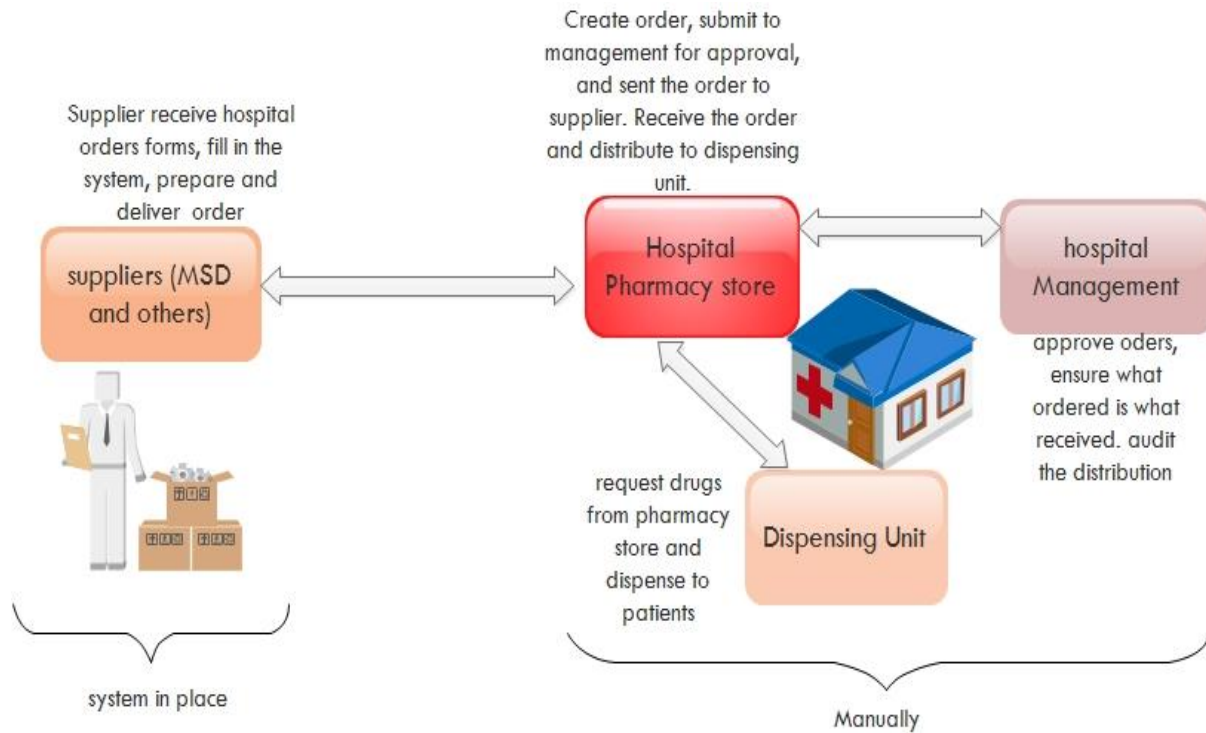 Create order, submit to
management for approval,
and sent the order to
supplier. Receive the order
and distribute to dispensing
unit.
Supplier receive hospital
orders forms, fill in the
system, prepare and
deliver order
suppliers (MSD
and others)
Hospital
Pharmacy store
hospital
Management
approve oders,
ensure what
ordered is what
received. audit
the distribution
request drugs
from pharmacy
store and
dispense to
patients
Dispensing Unit
system in place
Manually